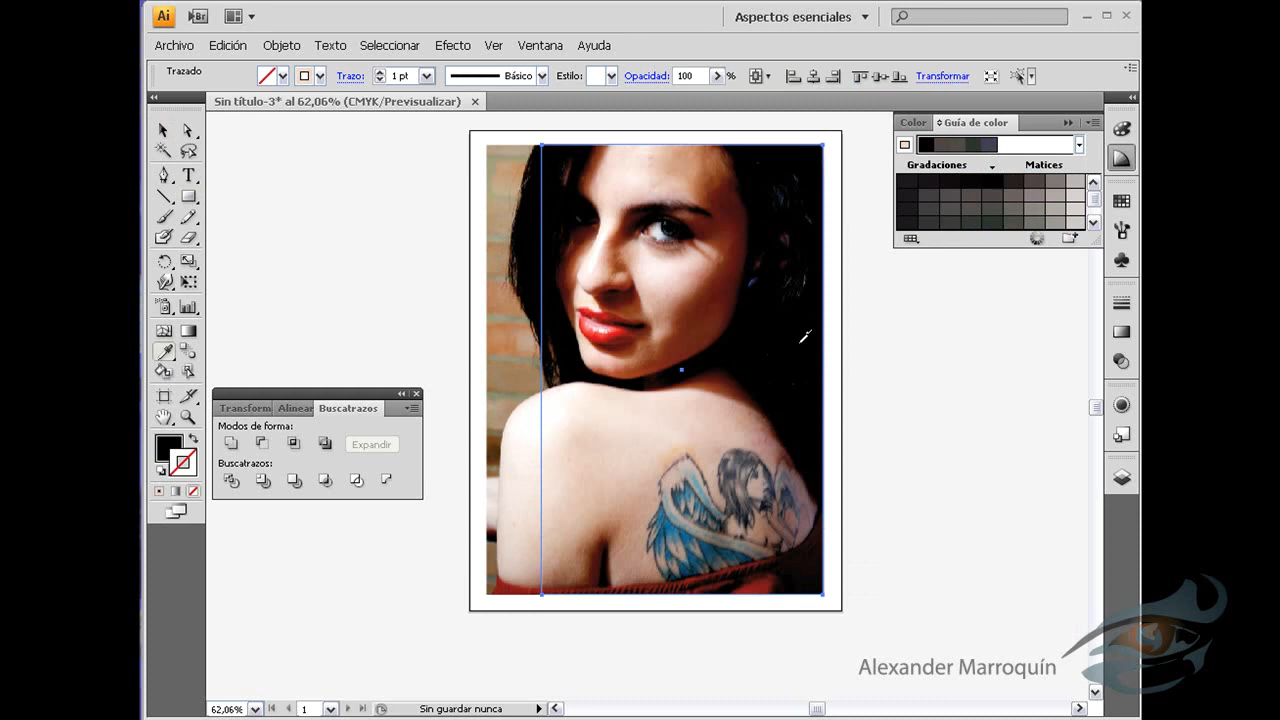 Ai
Br
Aspectos esenciales
Archivo Edición Objeto Texto Seleccionar Efecto Ver Ventana Ayuda
Trazado
Trazo: 1 pt Básico Estilo: Opacidad: 100 % Transformar
Sin título-3* al 62,06% (CMYK/Previsualizar)
Color Guía de color
Gradaciones Matices
Transform Alinear Buscatrazos
Modos de forma:
Expandir
Buscatrazos:
Alexander Marroquín
62,06% 1 Sin guardar nunca